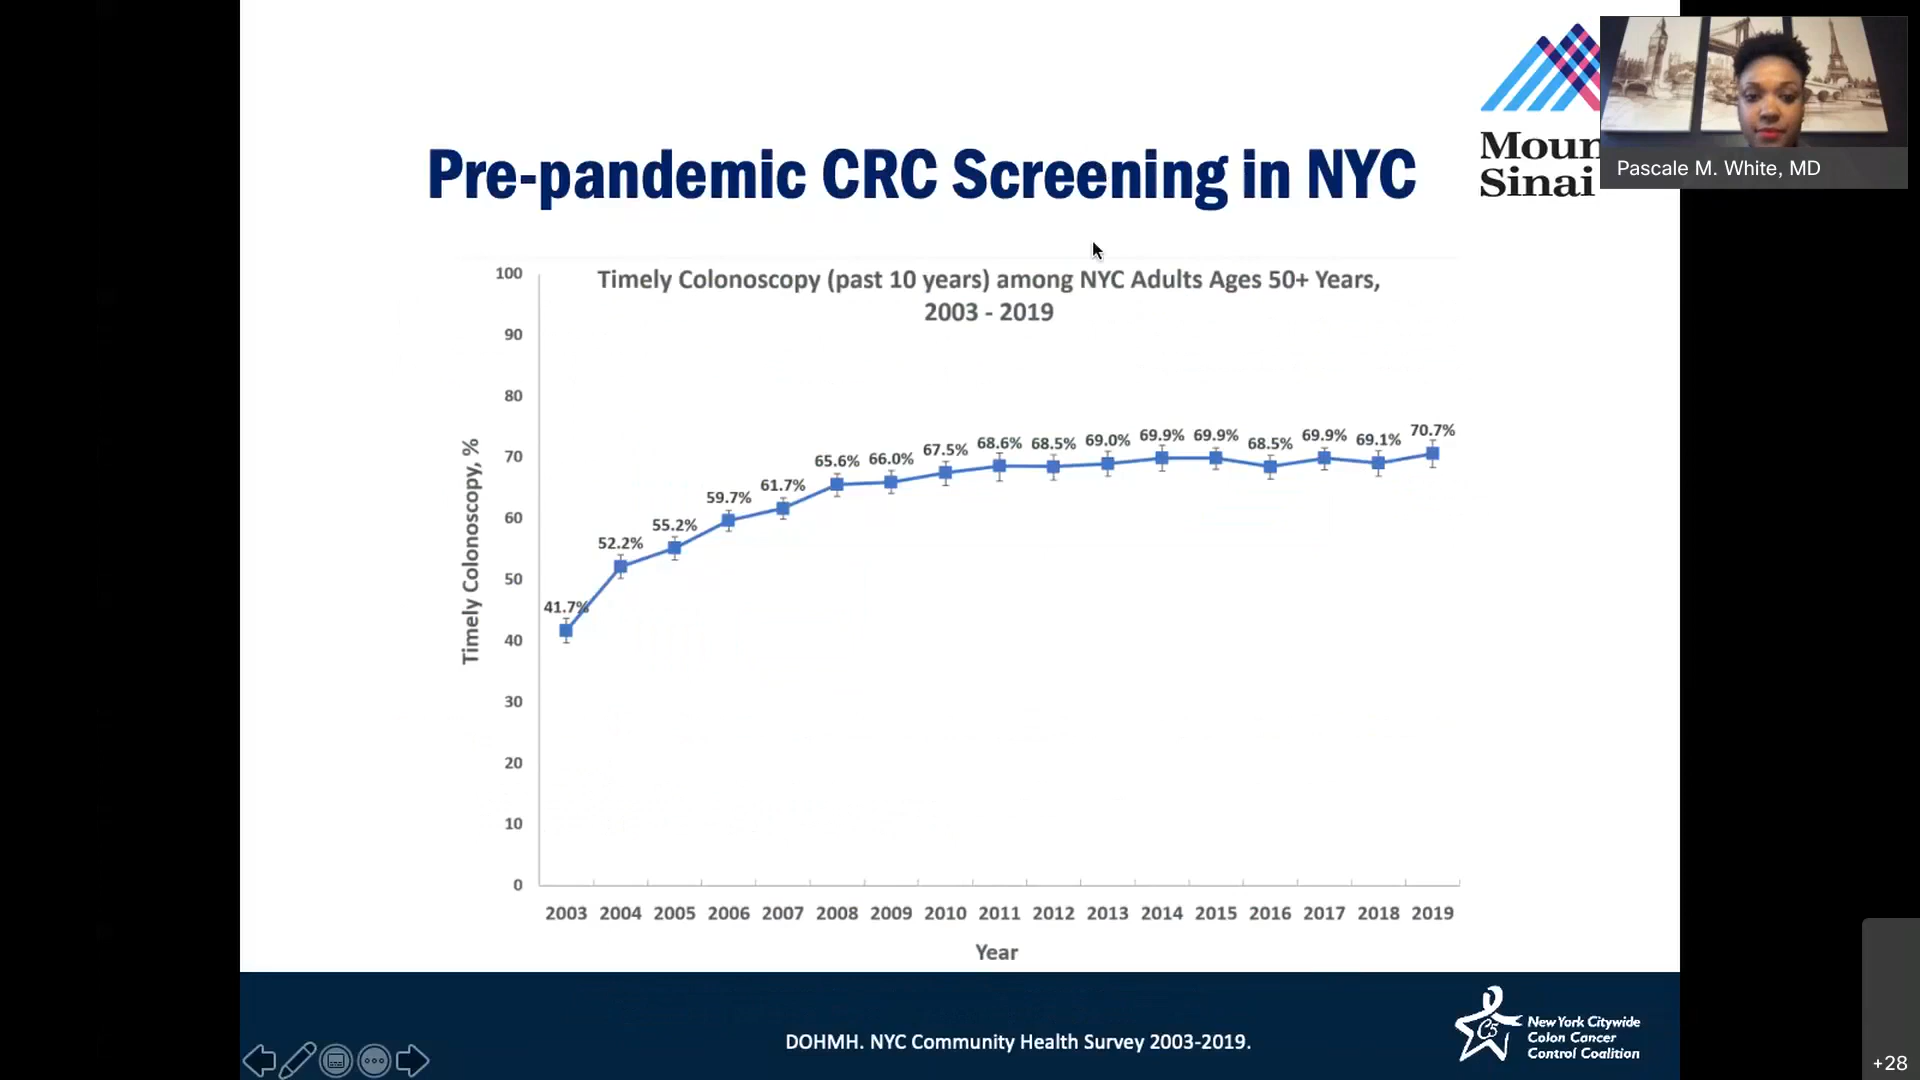 Moun
Sinai
Pascale M. White, MD
Pre-pandemic CRC Screening in NYC
Timely Colonoscopy (past 10 years) among NYC Adults Ages 50+ Years,
2003 - 2019
Timely Colonoscopy, %
100
90
80
70
60
50
40
30
20
10
0
41.7%
52.2%
55.2%
59.7%
61.7%
65.6%
66.0%
67.5%
68.6%
68.5%
69.0%
69.9%
69.9%
68.5%
69.9%
69.1%
70.7%
2003 2004 2005 2006 2007 2008 2009 2010 2011 2012 2013 2014 2015 2016 2017 2018 2019
Year
DOHMH. NYC Community Health Survey 2003-2019.
C5
New York Citywide
Colon Cancer
Control Coalition
+28